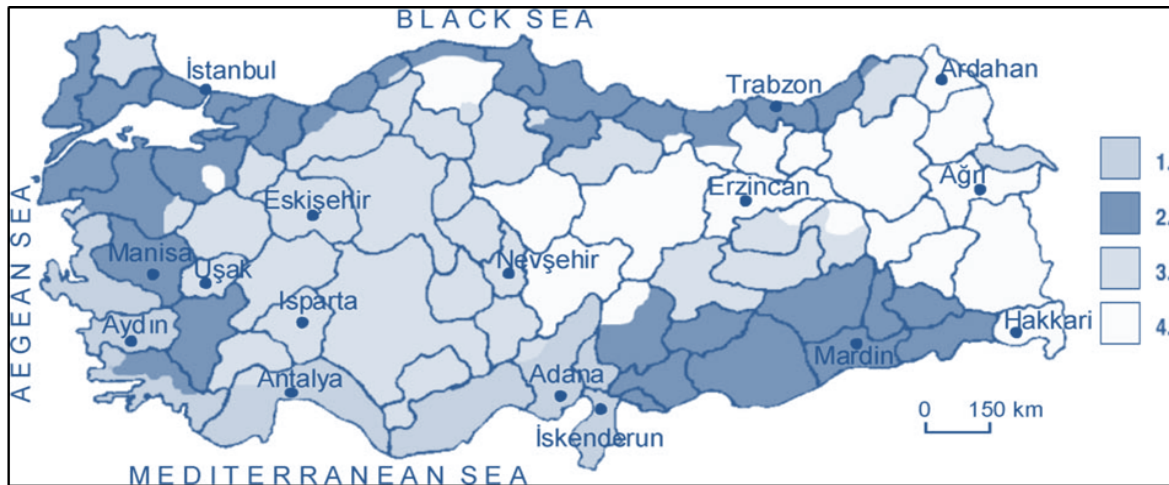 BLACK SEA
İstanbul
Trabzon
Ardahan
1.
Ağrı
Erzincan
Eskişehir
2.
AEGEAN SEA
Manisa
Uşak
Nevşehir
3.
Isparta
Aydın
Hakkari
4.
Mardin
Antalya
Adana
0 150 km
İskenderun
MEDITERRANEAN SEA